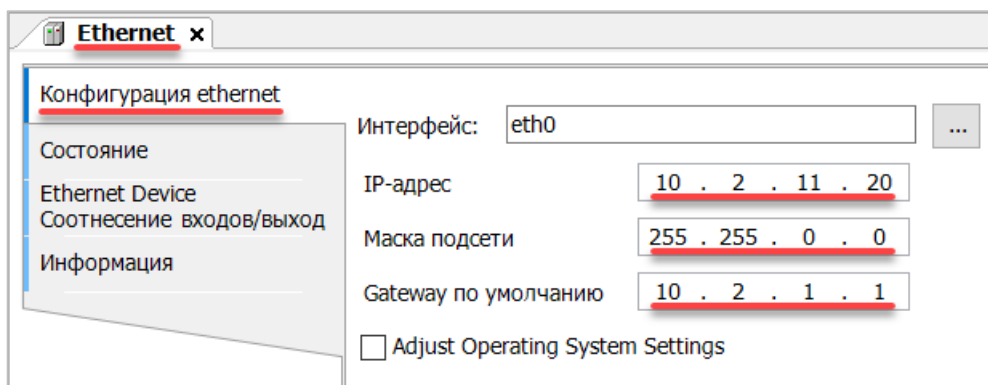 Ethernet x
Конфигурация ethernet
Состояние
Ethernet Device
Соотнесение входов/выход
Информация
Интерфейс: eth0 ...
IP-адрес 10 . 2 . 11 . 20
Маска подсети 255 . 255 . 0 . 0
Gateway по умолчанию 10 . 2 . 1 . 1
Adjust Operating System Settings